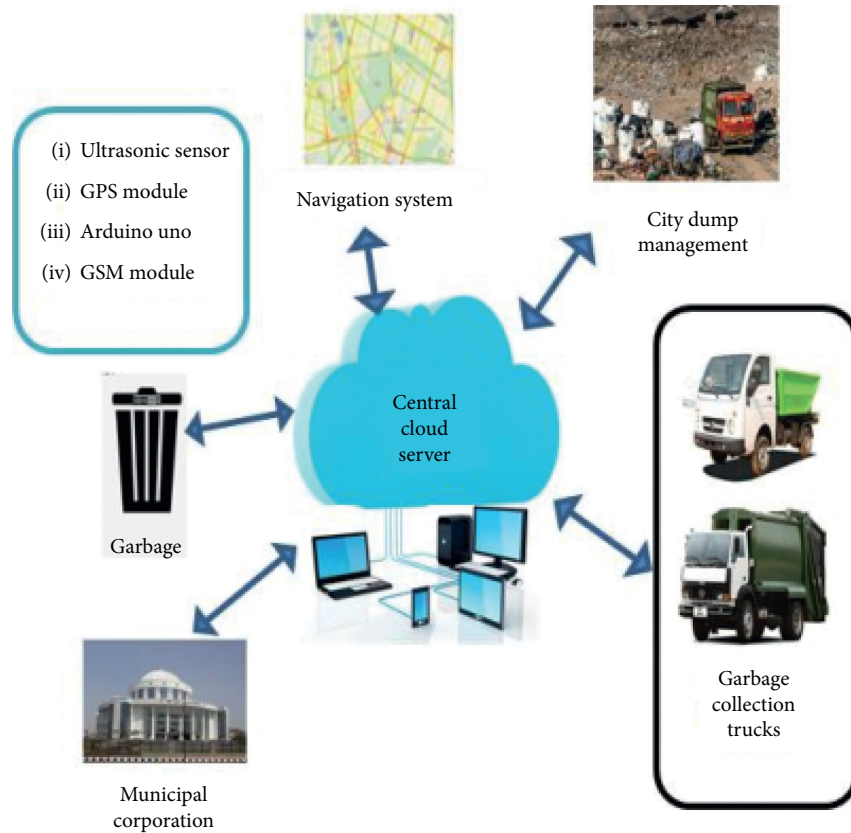 (i) Ultrasonic sensor
(ii) GPS module
(iii) Arduino uno
(iv) GSM module
Navigation system
City dump
management
Central
cloud
server
Garbage
Municipal
corporation
Garbage
collection
trucks